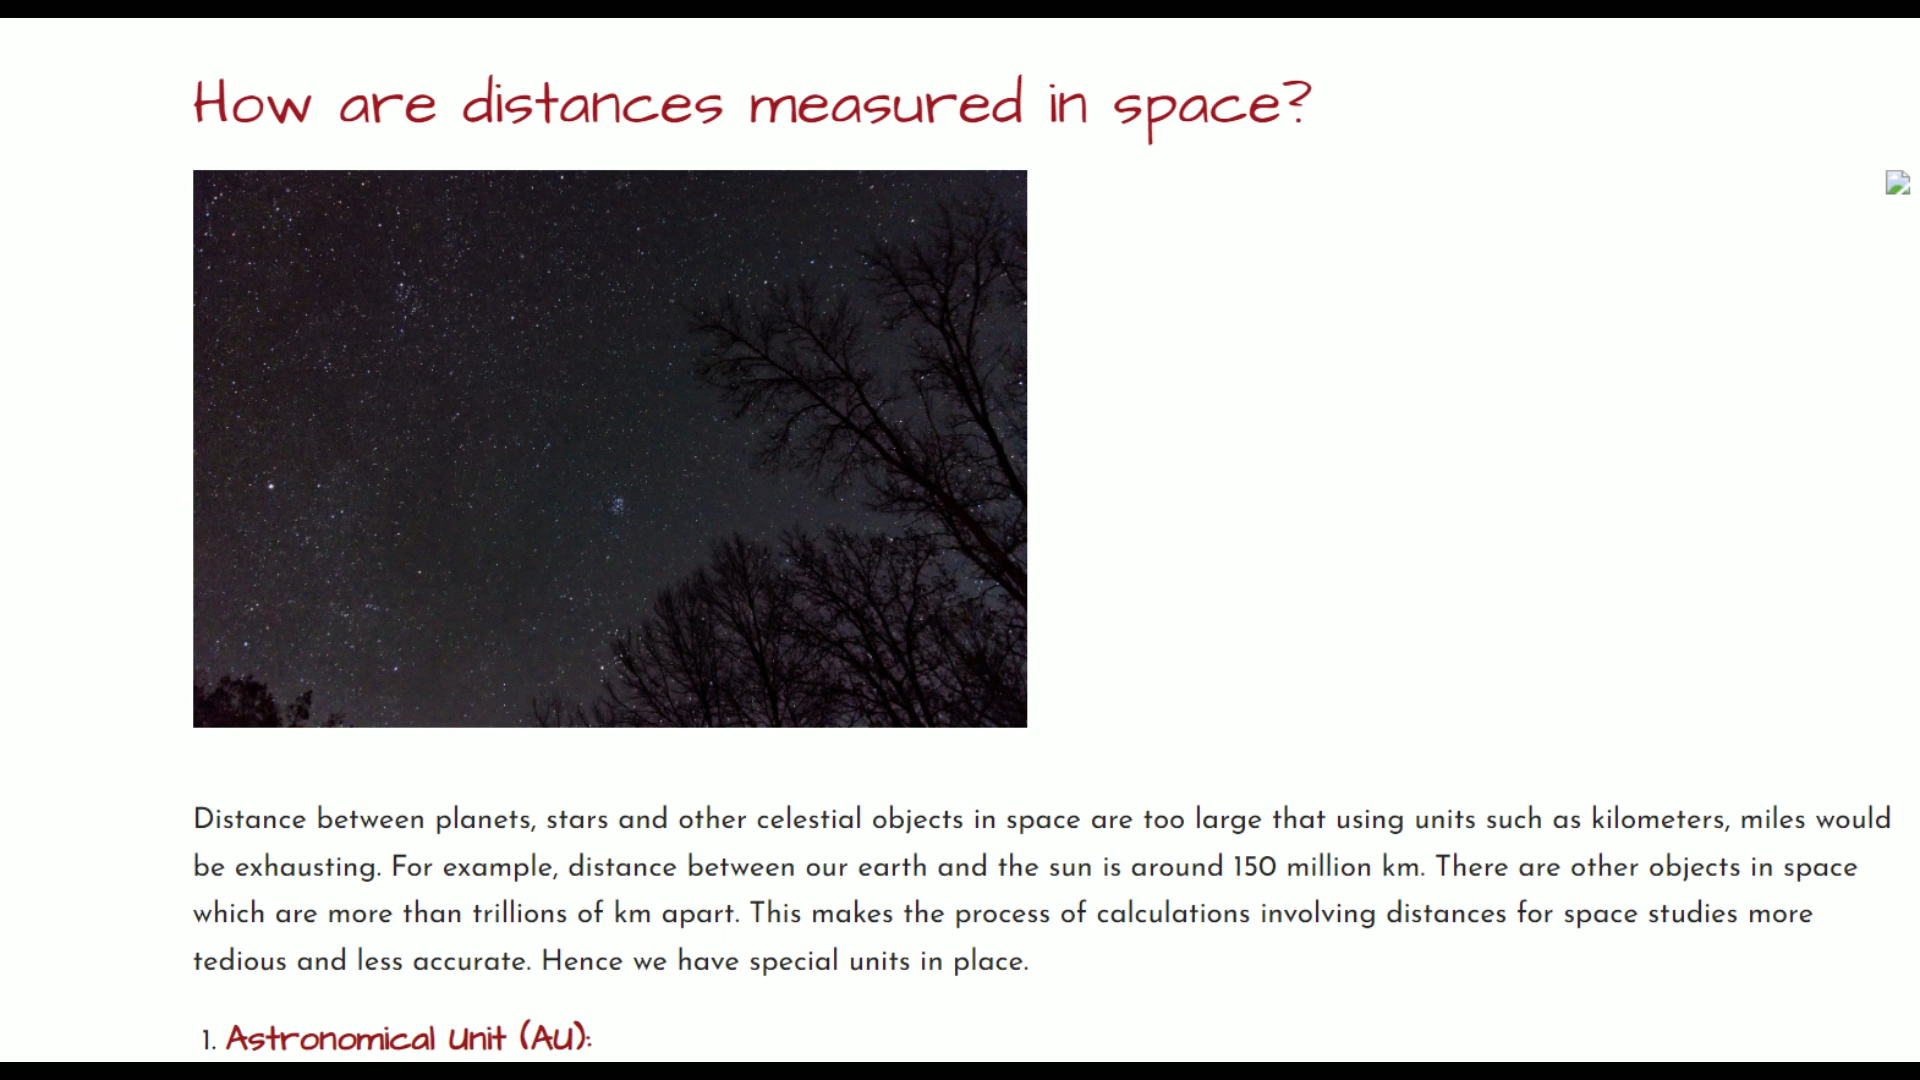 How are distances measured in space?
Distance between planets, stars and other celestial objects in space are too large that using units such as kilometers, miles would
be exhausting. For example, distance between our earth and the sun is around 150 million km. There are other objects in space
which are more than trillions of km apart. This makes the process of calculations involving distances for space studies more
tedious and less accurate. Hence we have special units in place.
1. Astronomical Unit (AU):